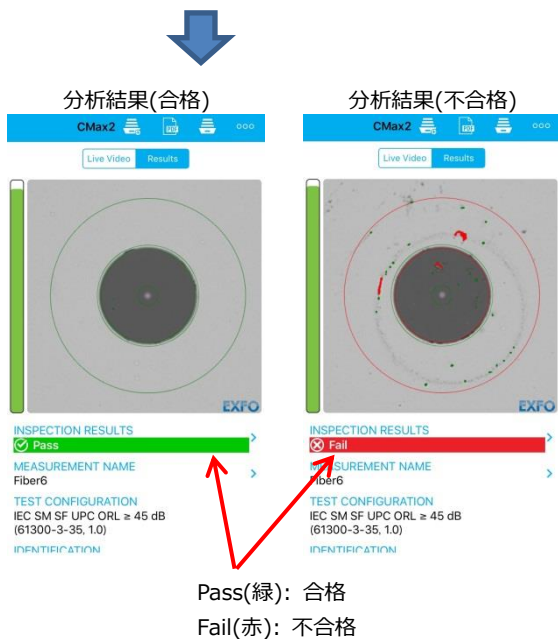 分析結果(合格)
CMax2
PDF
Live Video Results
EXFO
INSPECTION RESULTS
Pass
MEASUREMENT NAME
Fiber6
TEST CONFIGURATION
IEC SM SF UPC ORL ≥ 45 dB
(61300-3-35, 1.0)
IDENTIFICATION
分析結果(不合格)
CMax2
PDF
Live Video Results
EXFO
INSPECTION RESULTS
Fail
MEASUREMENT NAME
Fiber6
TEST CONFIGURATION
IEC SM SF UPC ORL ≥ 45 dB
(61300-3-35, 1.0)
IDENTIFICATION
Pass(緑): 合格
Fail(赤): 不合格